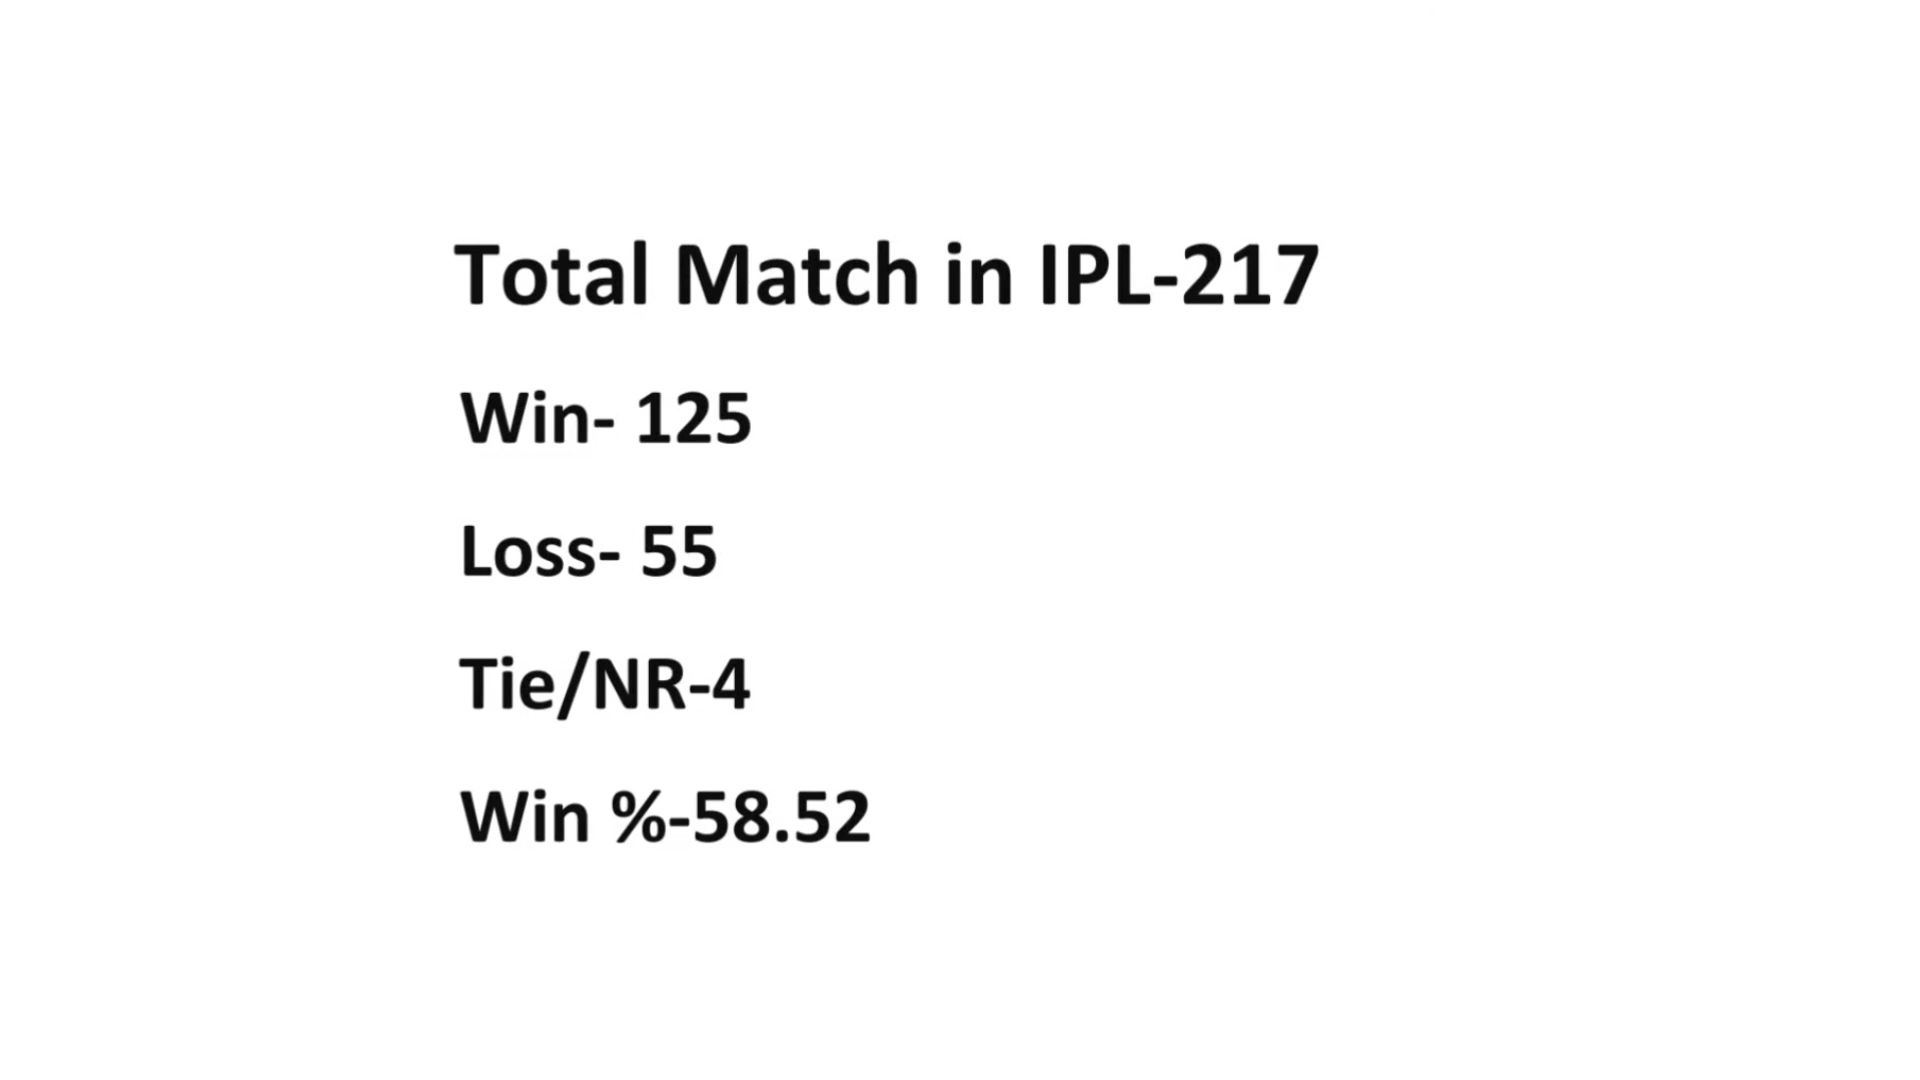 Total Match in IPL-217
Win- 125
Loss- 55
Tie/NR-4
Win %-58.52